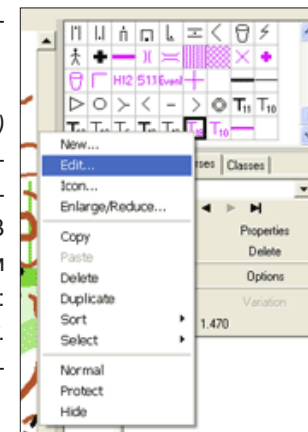 H12 511 Event
T₁₁ T₁₀
New...
Edit...
Icon...
Enlarge/Reduce...
Copy
Paste
Delete
Duplicate
Sort
Select
Normal
Protect
Hide
Classes
Properties
Delete
Options
Variation
1.470